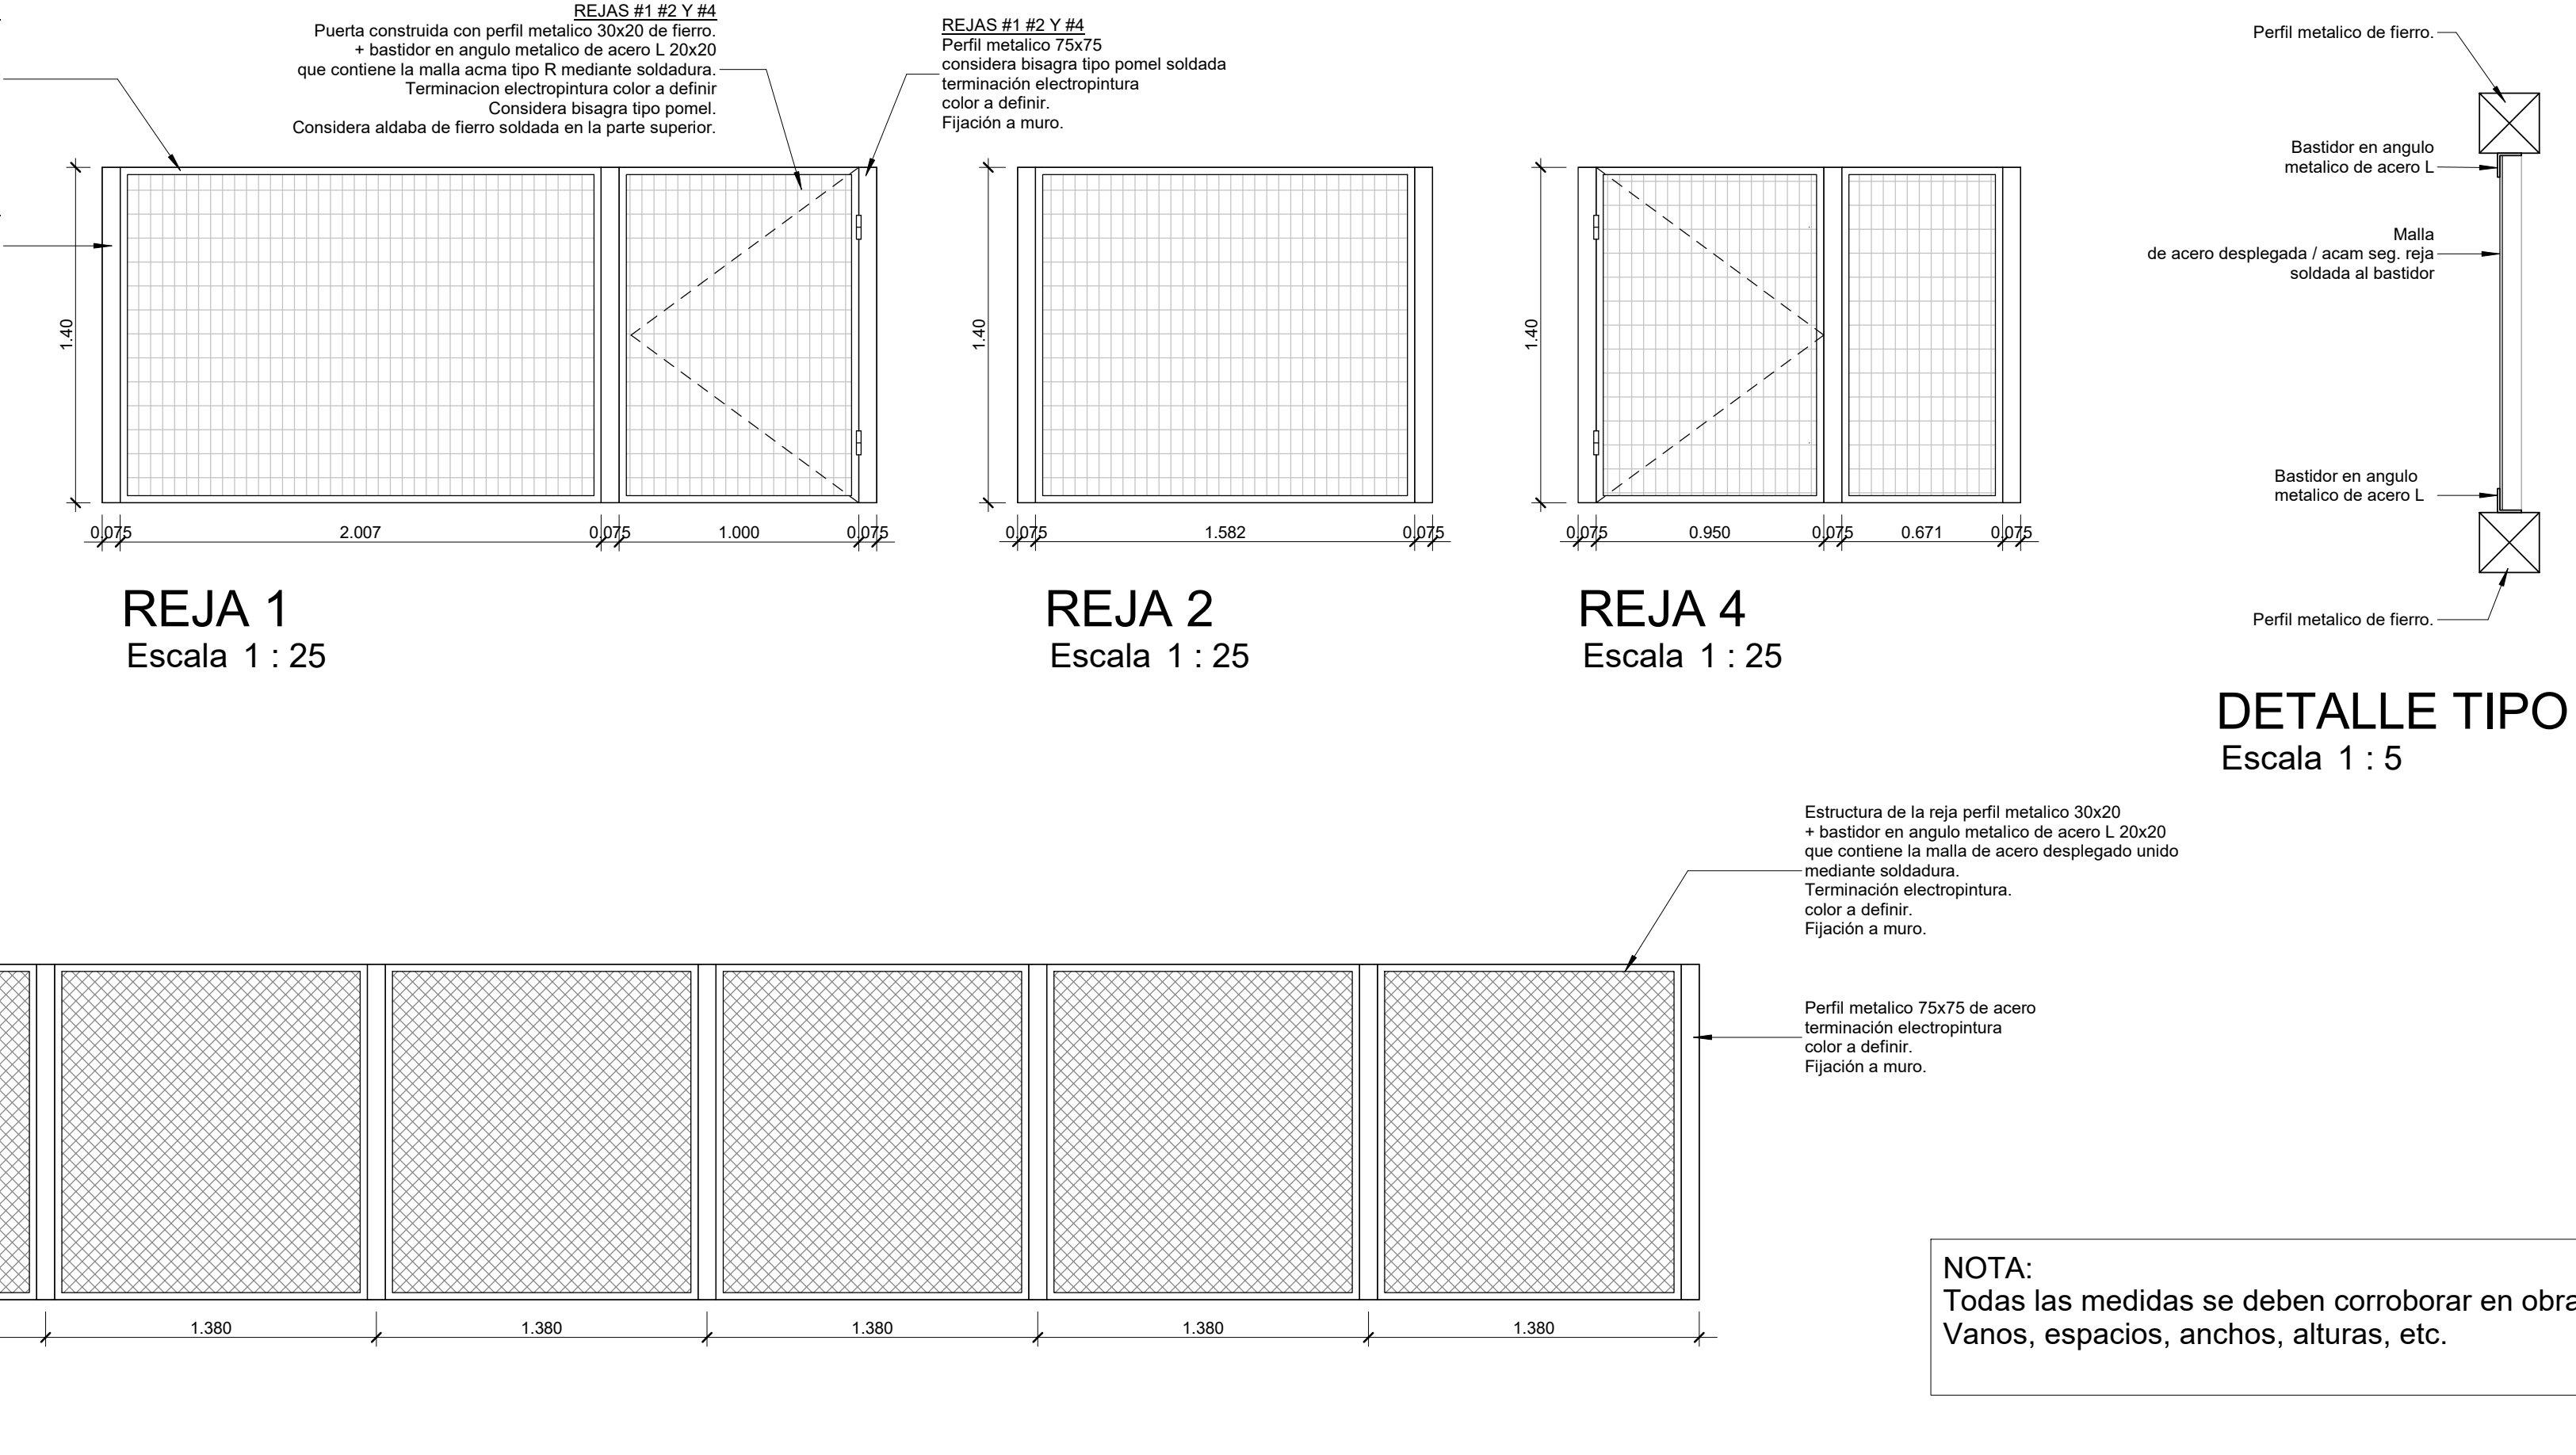 REJAS #1 #2 Y #4
Puerta construida con perfil metalico 30x20 de fierro.
+ bastidor en angulo metalico de acero L 20x20
que contiene la malla acma tipo R mediante soldadura.
Terminacion electropintura color a definir
Considera bisagra tipo pomel.
Considera aldaba de fierro soldada en la parte superior.
REJAS #1 #2 Y #4
Perfil metalico 75x75
considera bisagra tipo pomel soldada
terminación electropintura
color a definir.
Fijación a muro.
1.40
0.075
2.007
0.075
1.000
0.075
REJA 1
Escala 1 : 25
1.40
0.075
1.582
0.075
REJA 2
Escala 1 : 25
1.40
0.075
0.950
0.075
0.671
0.075
REJA 4
Escala 1 : 25
Perfil metalico de fierro.
Bastidor en angulo
metalico de acero L
Malla
de acero desplegada / acam seg. reja
soldada al bastidor
Bastidor en angulo
metalico de acero L
Perfil metalico de fierro.
DETALLE TIPO
Escala 1 : 5
Estructura de la reja perfil metalico 30x20
+ bastidor en angulo metalico de acero L 20x20
que contiene la malla de acero desplegado unido
mediante soldadura.
Terminación electropintura.
color a definir.
Fijación a muro.
Perfil metalico 75x75 de acero
terminación electropintura
color a definir.
Fijación a muro.
1.380
1.380
1.380
1.380
1.380
NOTA:
Todas las medidas se deben corroborar en obra
Vanos, espacios, anchos, alturas, etc.